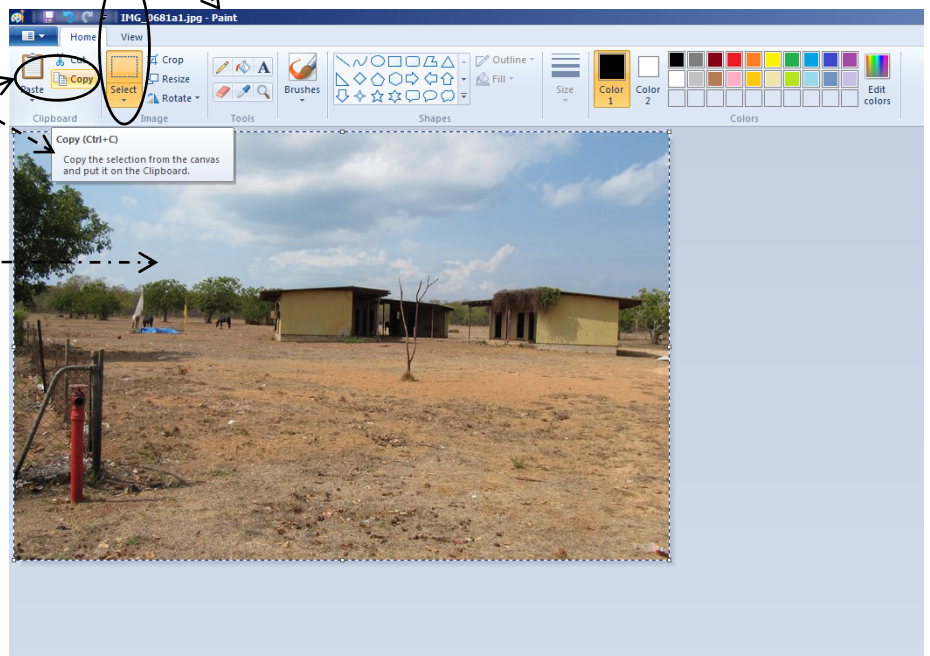 IMG_0681a1.jpg - Paint
Home View
Paste
Cut
Copy
Clipboard
Select
Crop
Resize
Rotate
Image
A
Tools
Brushes
Shapes
Outline
Fill
Size
Color
1
Color
2
Edit
colors
Colors
Copy (Ctrl+C)
Copy the selection from the canvas
and put it on the Clipboard.